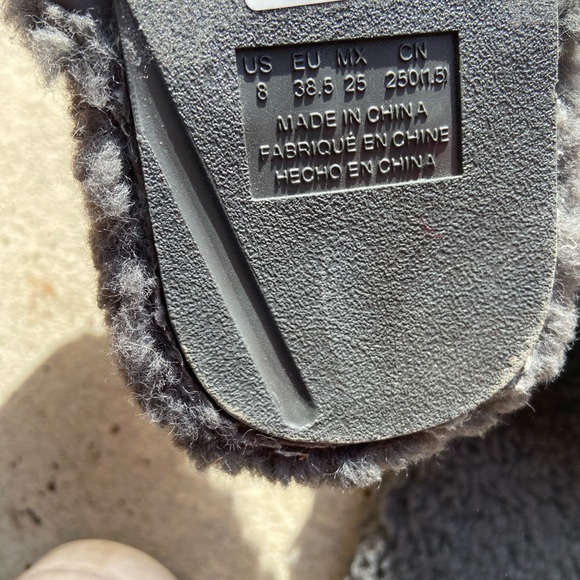 US EU MX CN
8 38.5 25 250(1.5)
MADE IN CHINA
FABRIQUÉ EN CHINE
HECHO EN CHINA